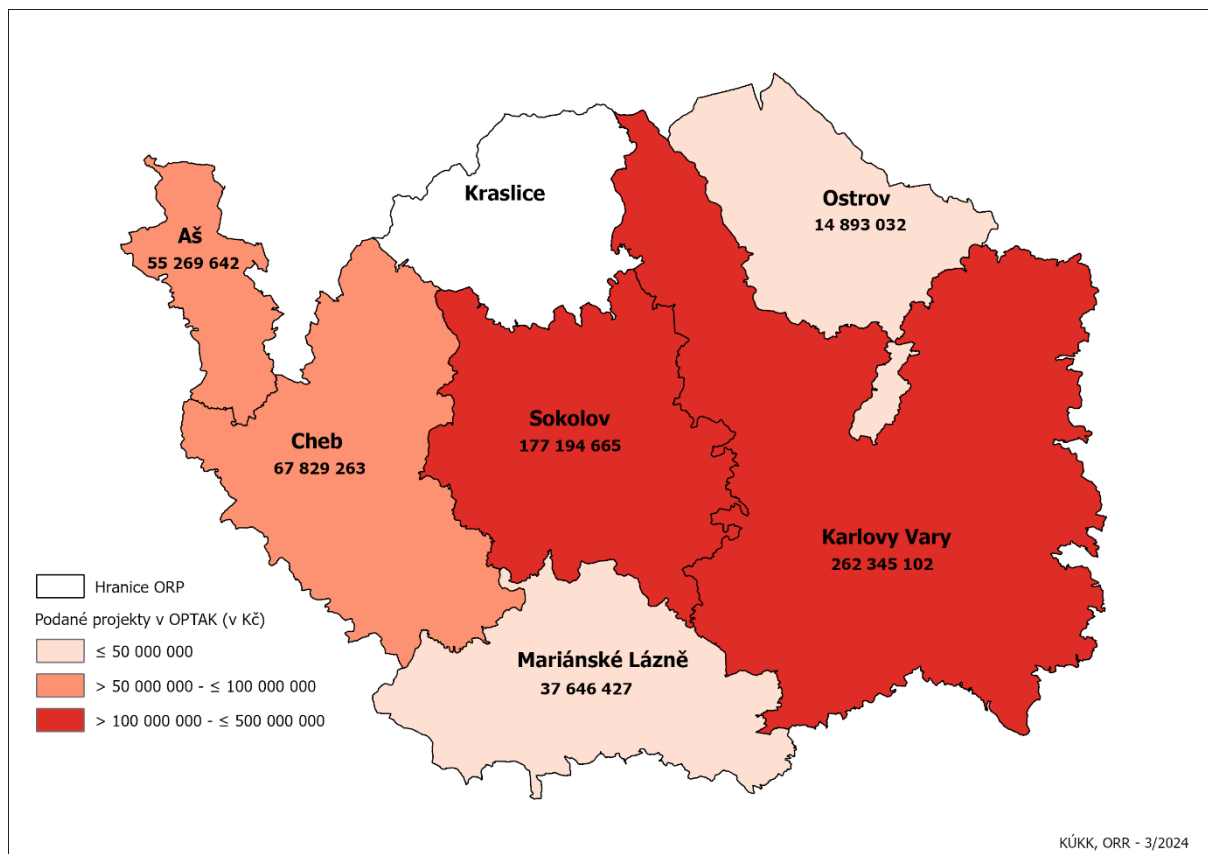 Kraslice
Ostrov
14 893 032
Aš
55 269 642
Sokolov
177 194 665
Cheb
67 829 263
Karlovy Vary
262 345 102
Mariánské Lázně
37 646 427
Hranice ORP
Podané projekty v OPTAK (v Kč)
≤ 50 000 000
> 50 000 000 - ≤ 100 000 000
> 100 000 000 - ≤ 500 000 000
KÚKK, ORR - 3/2024